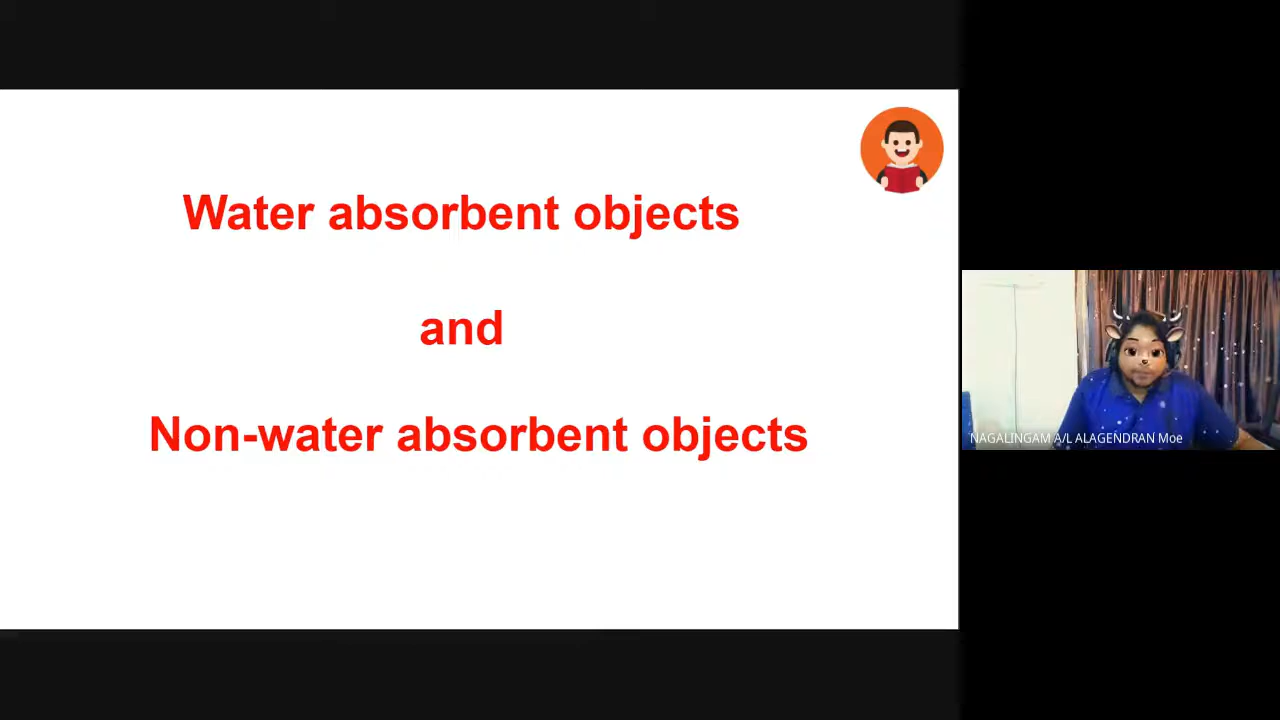 Water absorbent objects
and
Non-water absorbent objects
NAGALINGAM A/L ALAGENDRAN Moe